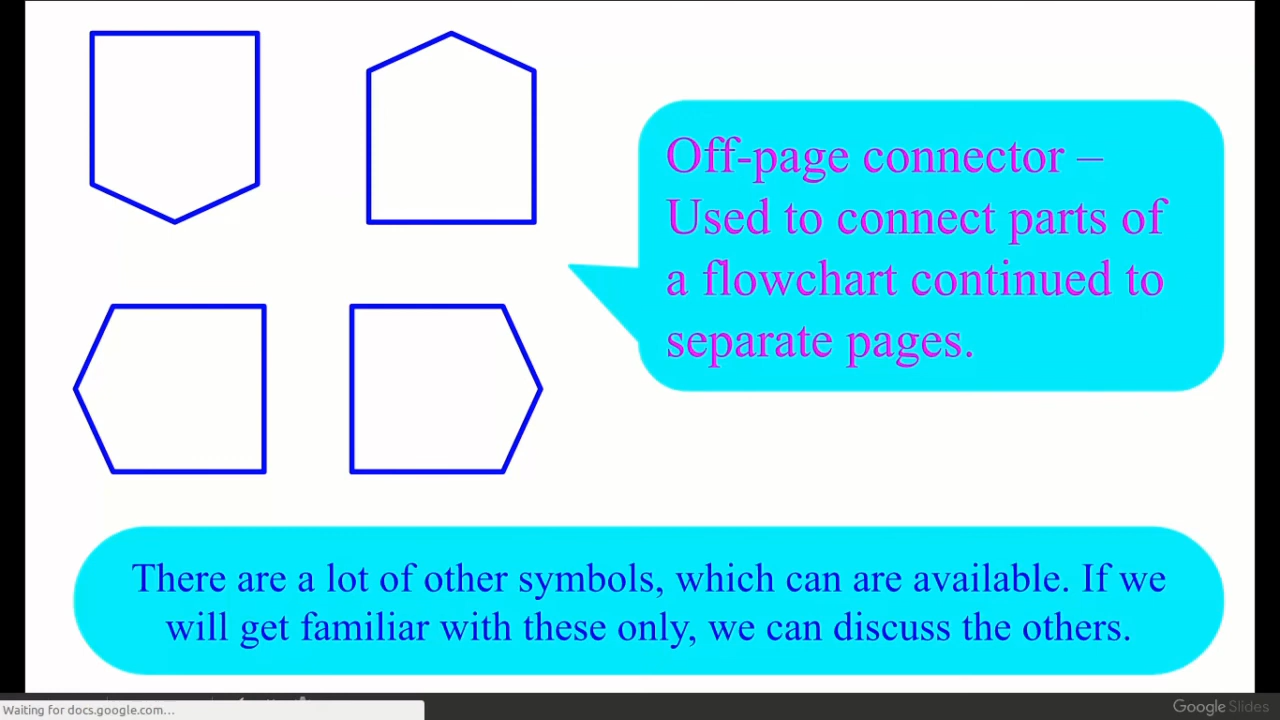 Off-page connector –
Used to connect parts of
a flowchart continued to
separate pages.
There are a lot of other symbols, which can are available. If we
will get familiar with these only, we can discuss the others.
Waiting for docs.google.com...
Google Slides